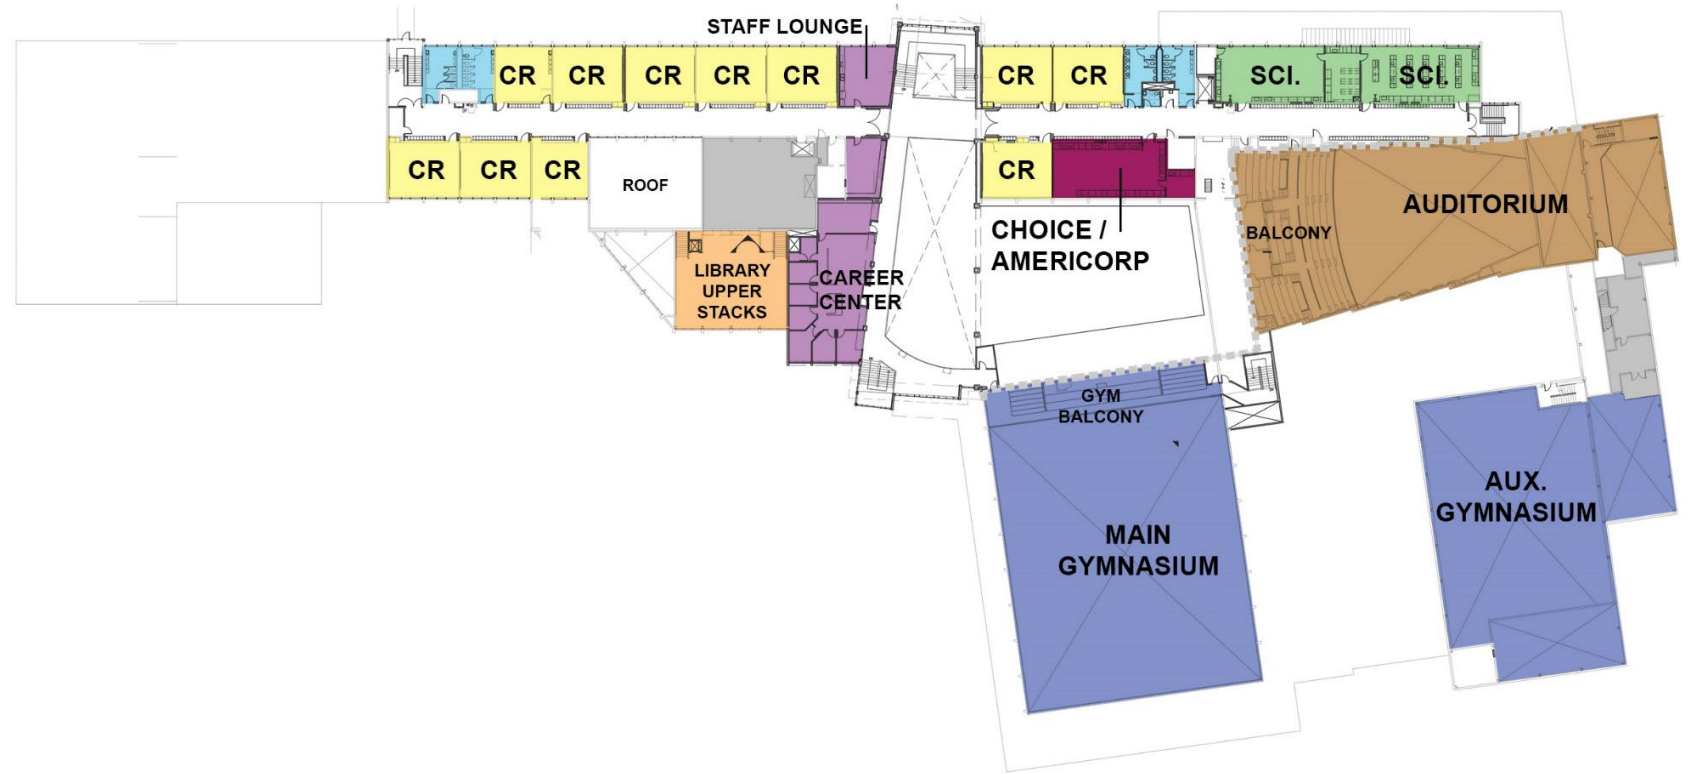 STAFF LOUNGE
CR
CR
CR
CR
CR
CR
CR
SCI.
SCI.
CR
CR
CR
ROOF
CR
CHOICE /
AMERICORP
AUDITORIUM
BALCONY
LIBRARY
UPPER
STACKS
CAREER
CENTER
GYM
BALCONY
MAIN
GYMNASIUM
AUX.
GYMNASIUM